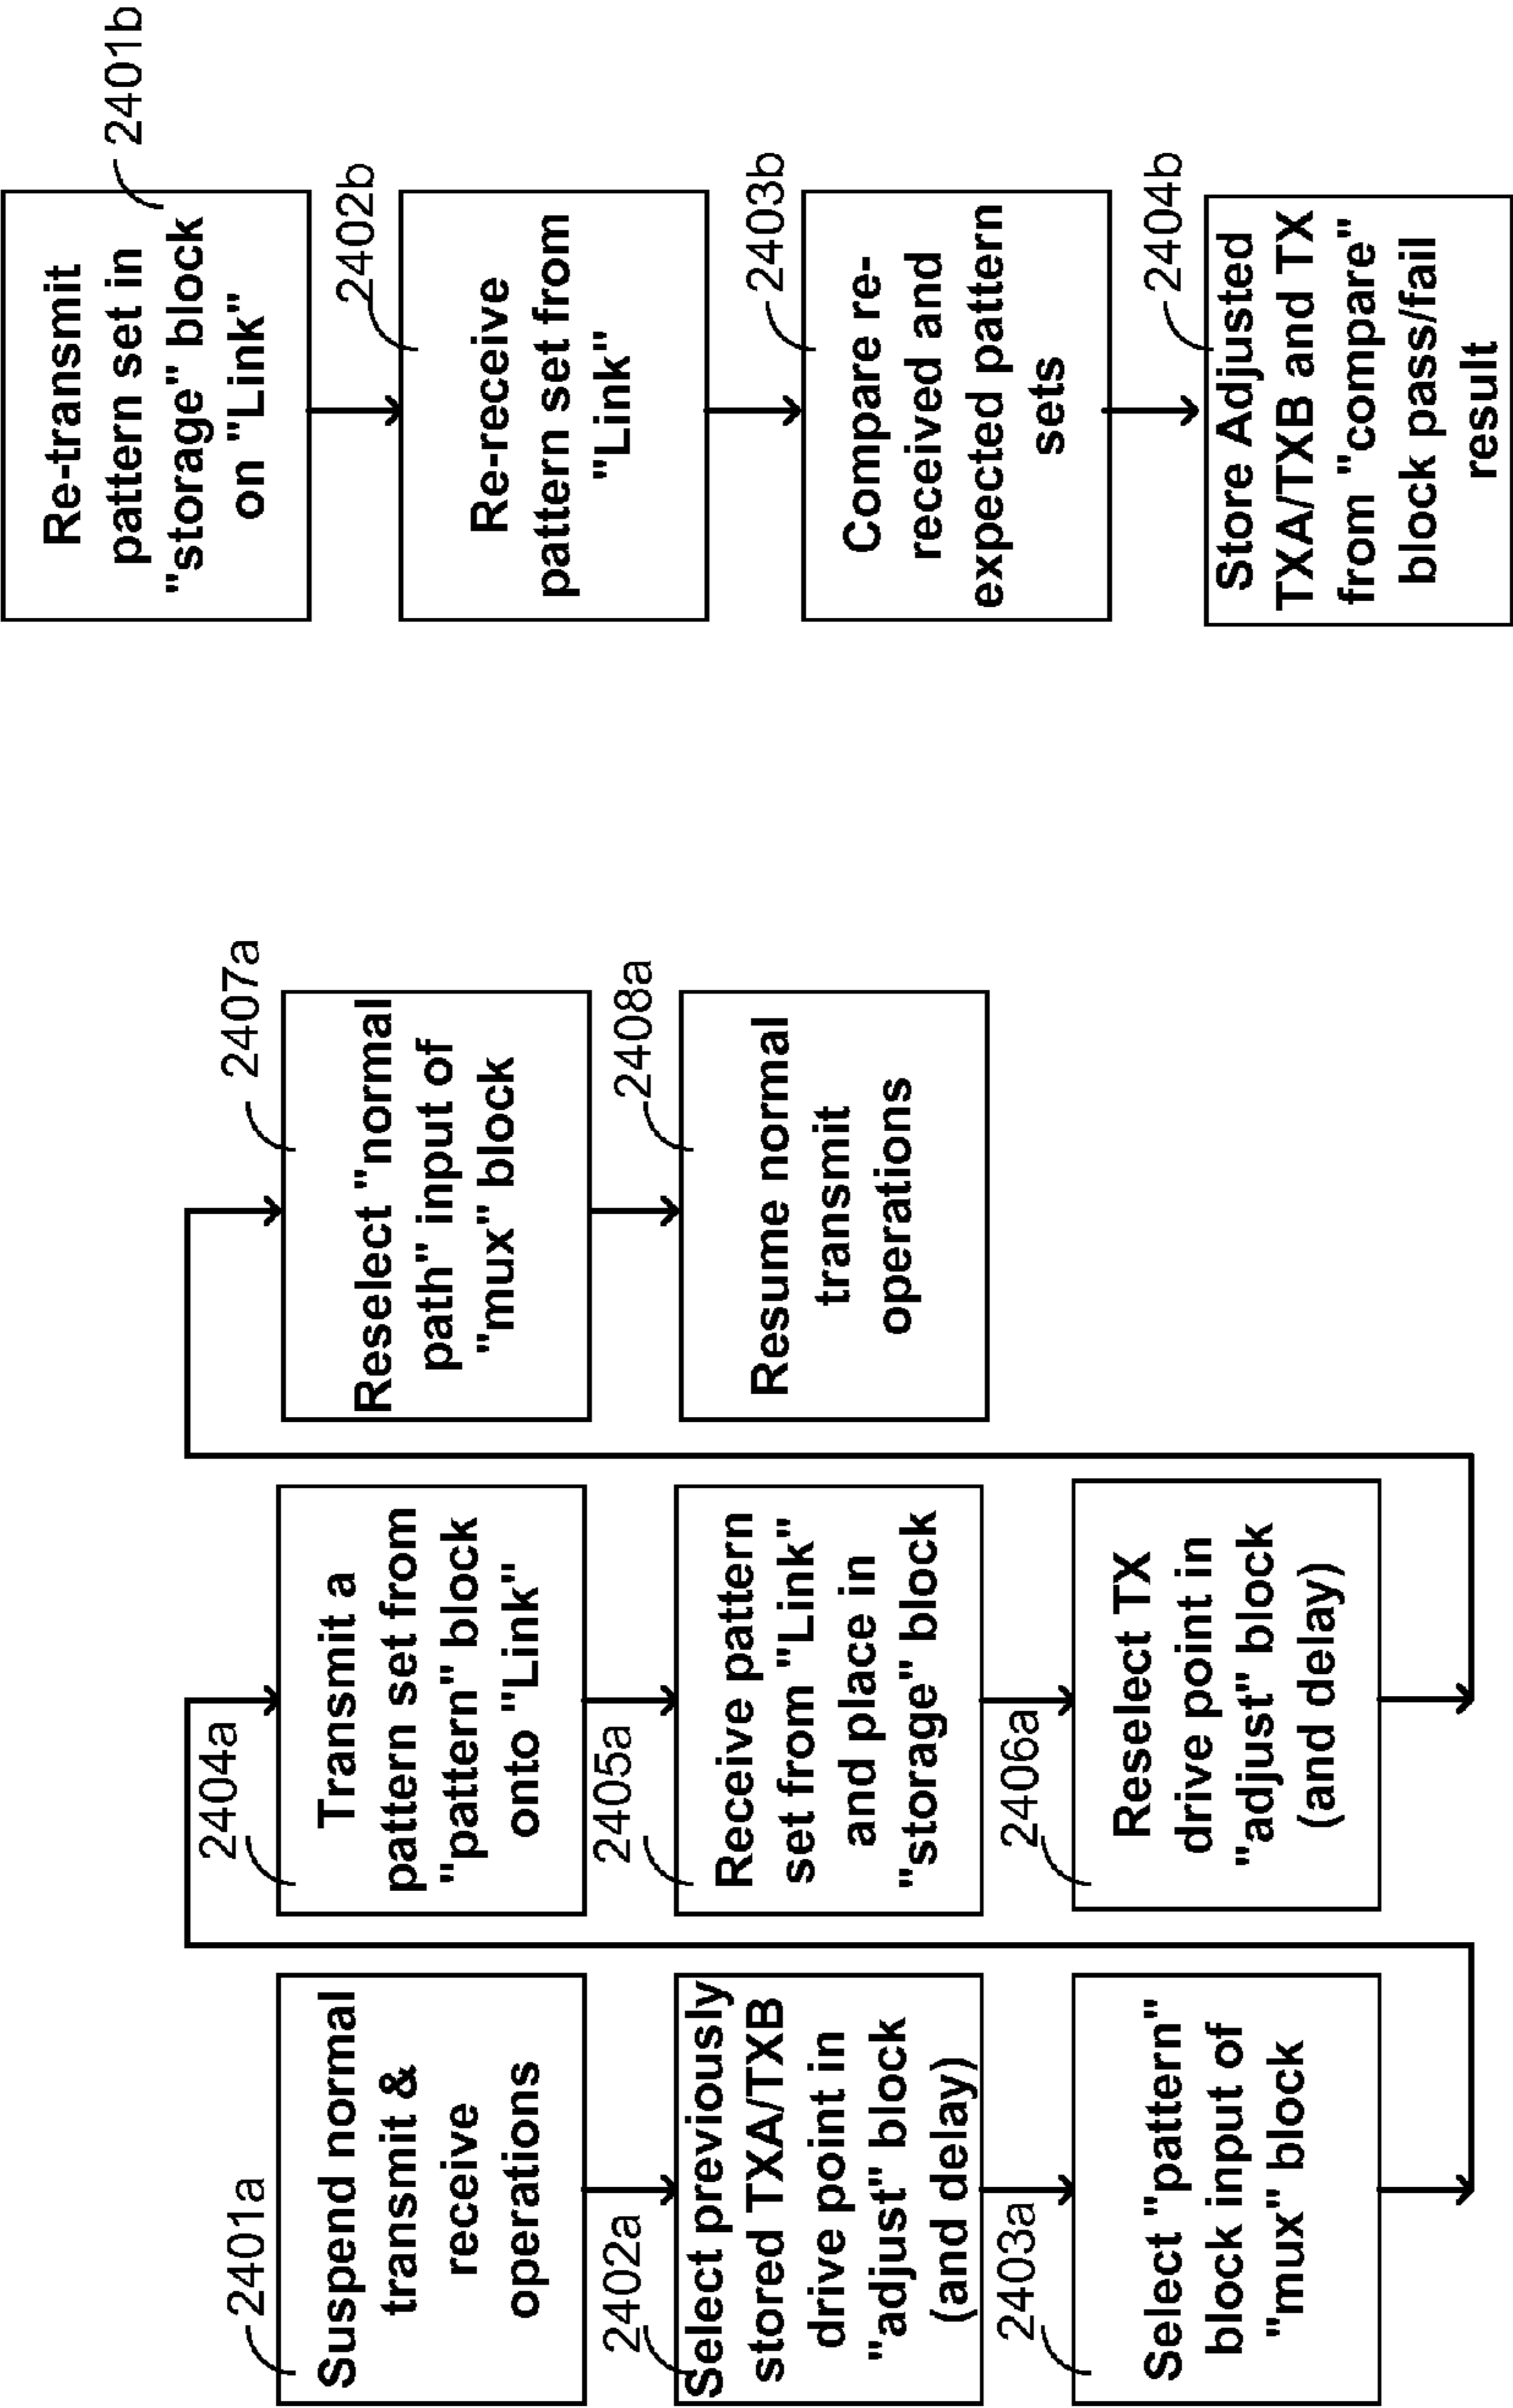 2401a
Suspend normal
transmit &
receive
operations
2402a
Select previously
stored TXA/TXB
drive point in
"adjust" block
(and delay)
2403a
Select "pattern"
block input of
"mux" block
2404a
Transmit a
pattern set from
"pattern" block
onto "Link"
2405a
Receive pattern
set from "Link"
and place in
"storage" block
2406a
Reselect TX
drive point in
"adjust" block
(and delay)
2407a
Reselect "normal
path" input of
"mux" block
2408a
Resume normal
transmit
operations
2401b
Re-transmit
pattern set in
"storage" block
on "Link"
2402b
Re-receive
pattern set from
"Link"
2403b
Compare re-
received and
expected pattern
sets
2404b
Store Adjusted
TXA/TXB and TX
from "compare"
block pass/fail
result